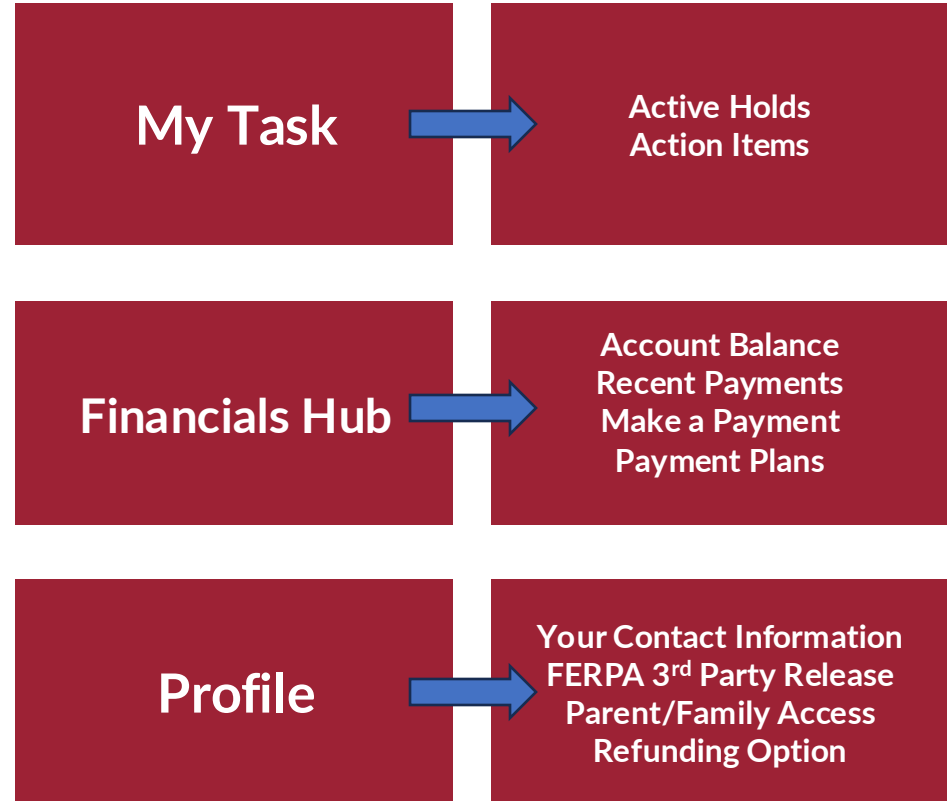 My Task
Active Holds
Action Items
Financials Hub
Account Balance
Recent Payments
Make a Payment
Payment Plans
Profile
Your Contact Information
FERPA 3rd Party Release
Parent/Family Access
Refunding Option